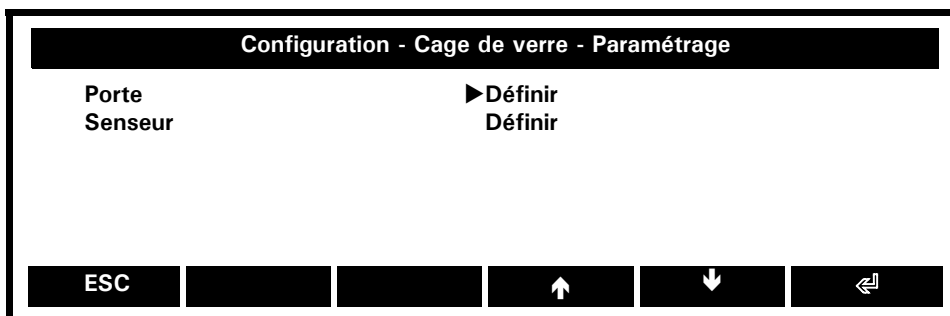 Configuration - Cage de verre - Paramétrage
Porte ▶Définir
Senseur Définir
ESC